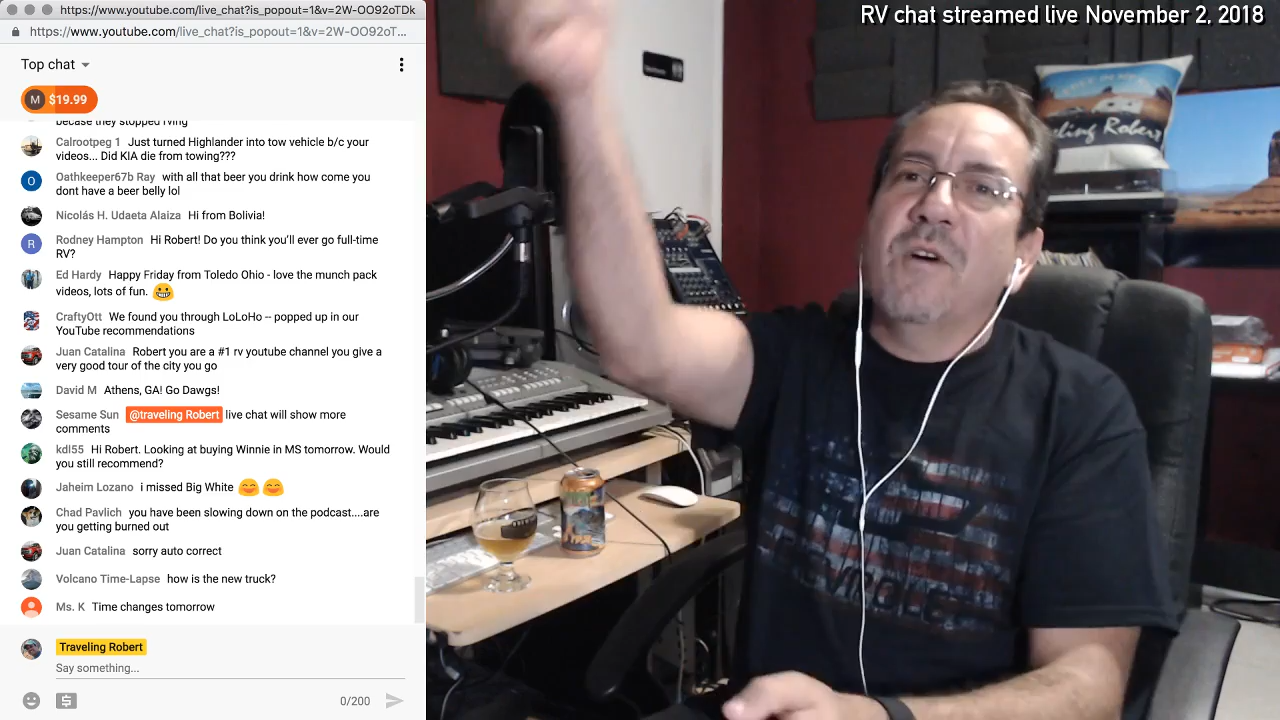 https://www.youtube.com/live_chat?is_popout=1&v=2W-OO92oTDk
https://www.youtube.com/live_chat?is_popout=1&v=2W-OO92oT...
RV chat streamed live November 2, 2018
Top chat
M $19.99
becase they stopped rving
Calrootpeg 1 Just turned Highlander into tow vehicle b/c your
videos... Did KIA die from towing???
O Oathkeeper67b Ray with all that beer you drink how come you
dont have a beer belly lol
Nicolás H. Udaeta Alaiza Hi from Bolivia!
R Rodney Hampton Hi Robert! Do you think you'll ever go full-time
RV?
Ed Hardy Happy Friday from Toledo Ohio - love the munch pack
videos, lots of fun. 😀
CraftyOtt We found you through LoLoHo -- popped up in our
YouTube recommendations
Juan Catalina Robert you are a #1 rv youtube channel you give a
very good tour of the city you go
David M Athens, GA! Go Dawgs!
Sesame Sun @traveling Robert live chat will show more
comments
kdl55 Hi Robert. Looking at buying Winnie in MS tomorrow. Would
you still recommend?
Jaheim Lozano i missed Big White 😊 😊
Chad Pavlich you have been slowing down on the podcast....are
you getting burned out
Juan Catalina sorry auto correct
Volcano Time-Lapse how is the new truck?
Ms. K Time changes tomorrow
Traveling Robert
Say something...
0/200
eling Robert